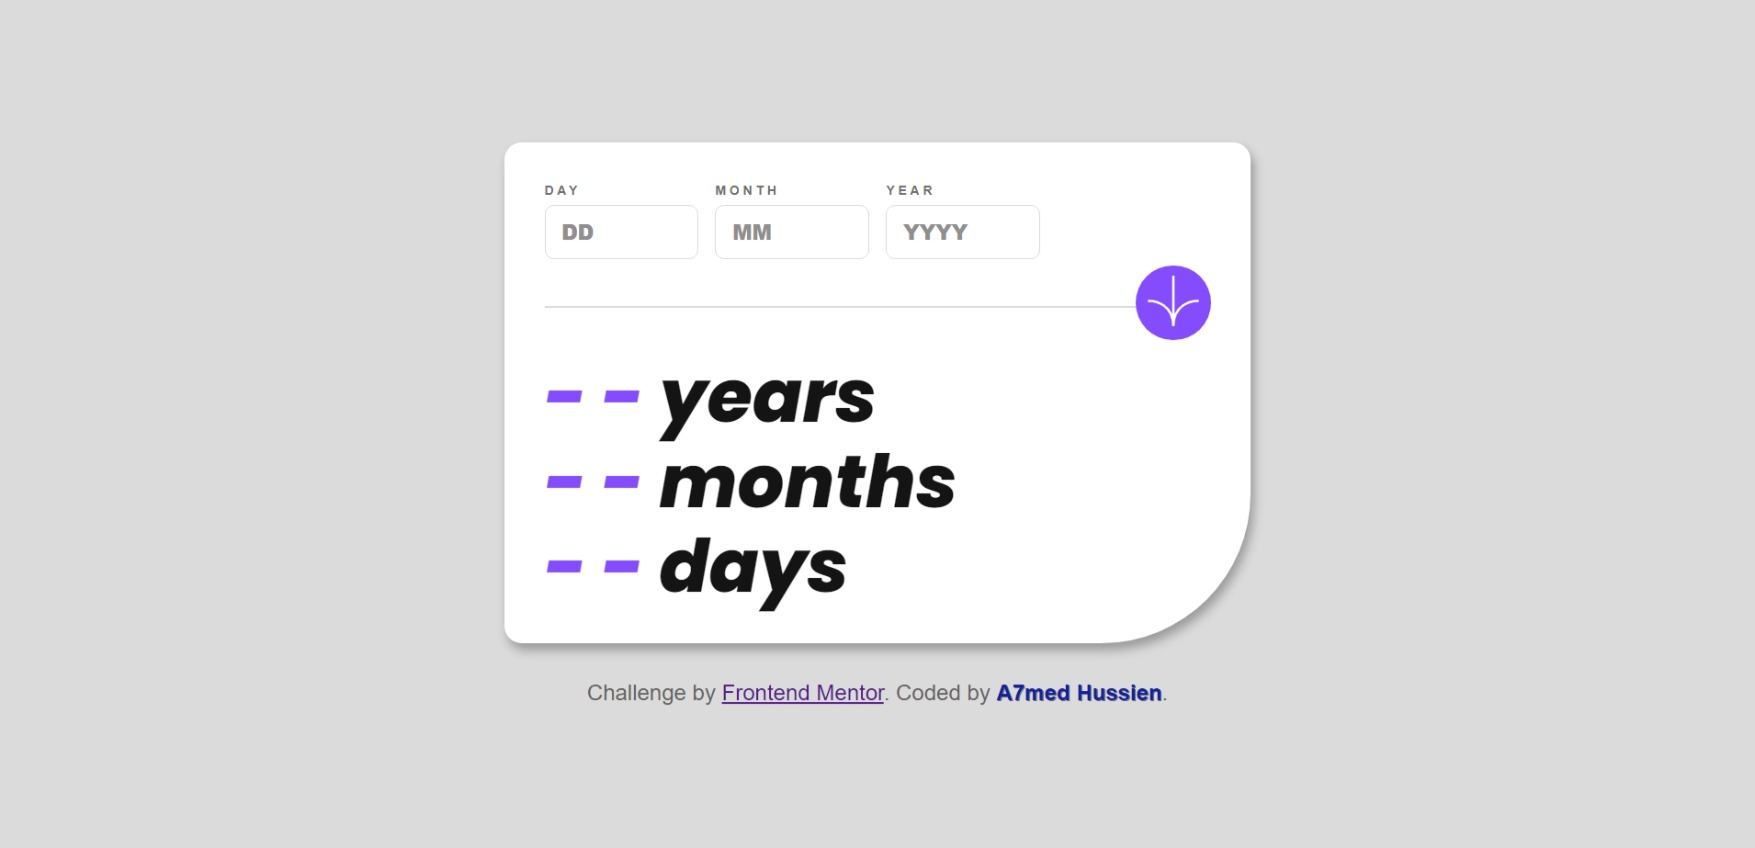 DAY MONTH YEAR
DD MM YYYY
- - years
- - months
- - days
Challenge by Frontend Mentor. Coded by A7med Hussien.